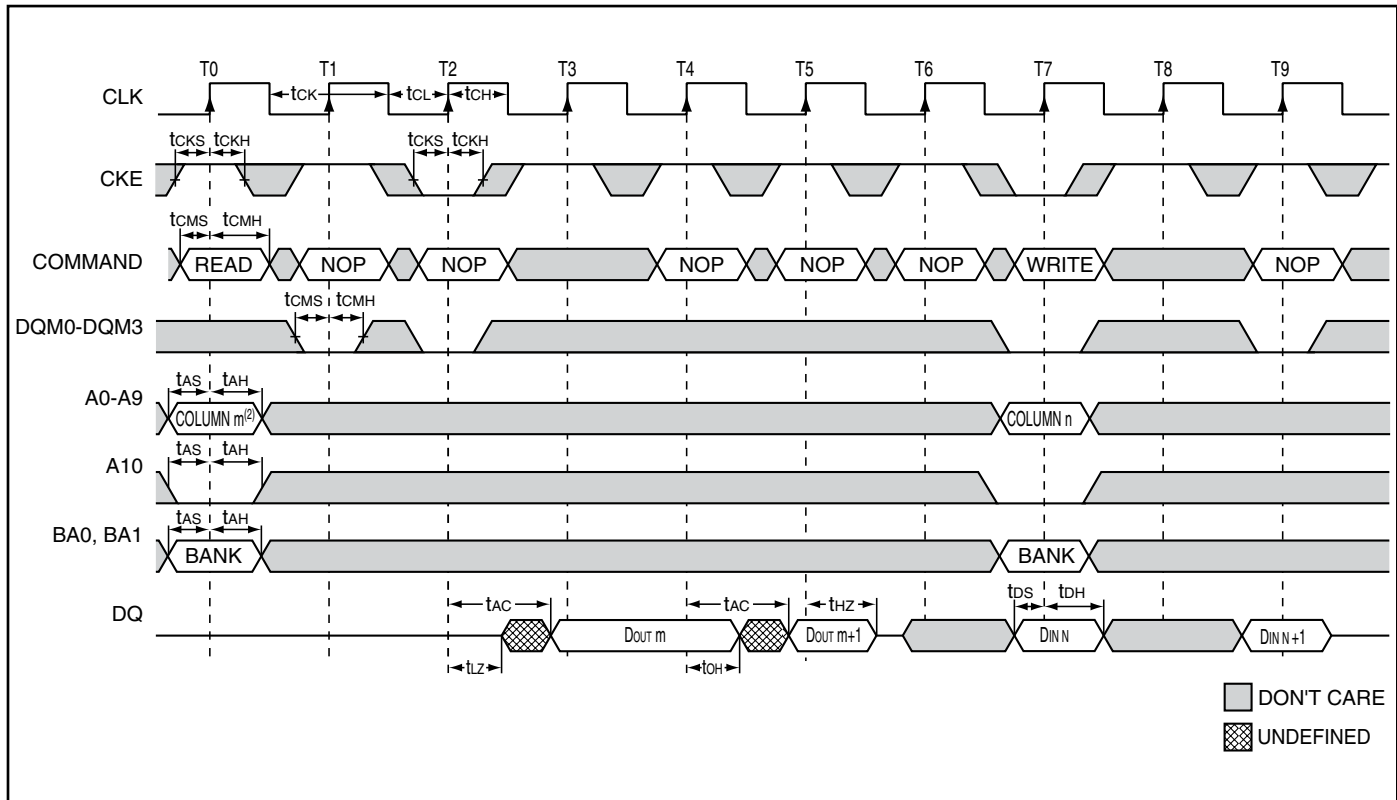 T0 T1 T2 T3 T4 T5 T6 T7 T8 T9
CLK tCK tCL tCH
tCKS tCKH tCKS tCKH
CKE
tCMS tCMH
COMMAND READ NOP NOP NOP NOP NOP WRITE NOP
tCMS tCMH
DQM0-DQM3
tAS tAH
A0-A9 COLUMN m(2) COLUMN n
tAS tAH
A10
tAS tAH
BA0, BA1 BANK BANK
tAC tAC tHZ tDS tDH
DQ DOUT m DOUT m+1 DIN N DIN N+1
tLZ tOH
DON'T CARE
UNDEFINED